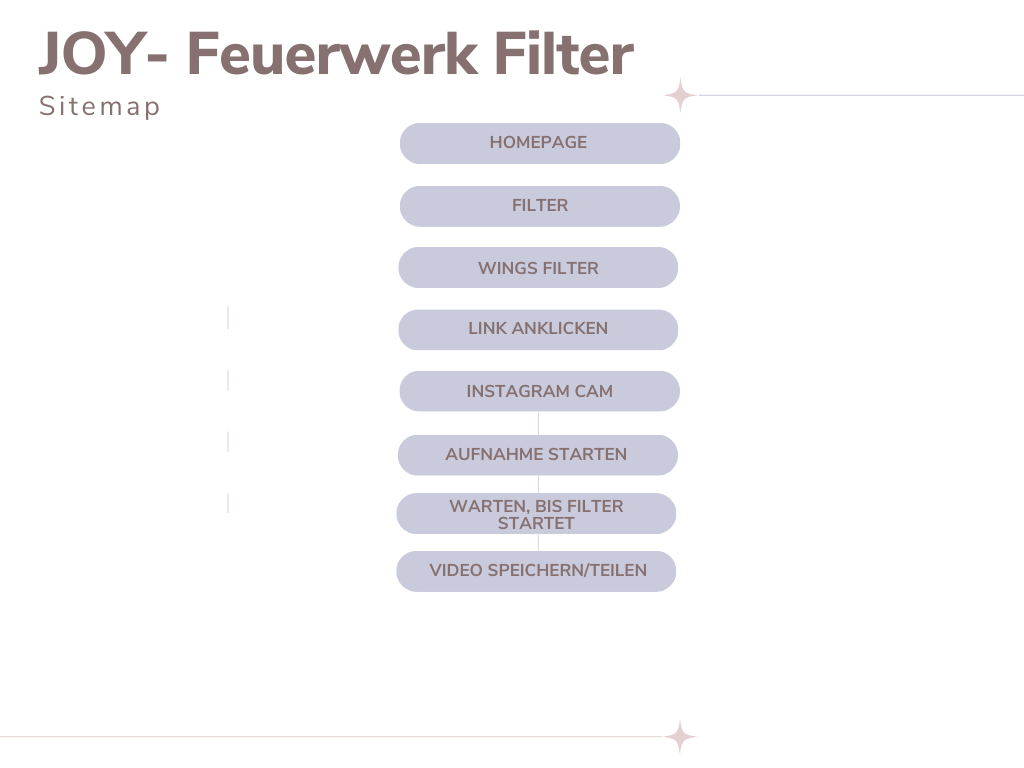 JOY- Feuerwerk Filter
Sitemap
HOMEPAGE
FILTER
WINGS FILTER
LINK ANKLICKEN
INSTAGRAM CAM
AUFNAHME STARTEN
WARTEN, BIS FILTER
STARTET
VIDEO SPEICHERN/TEILEN